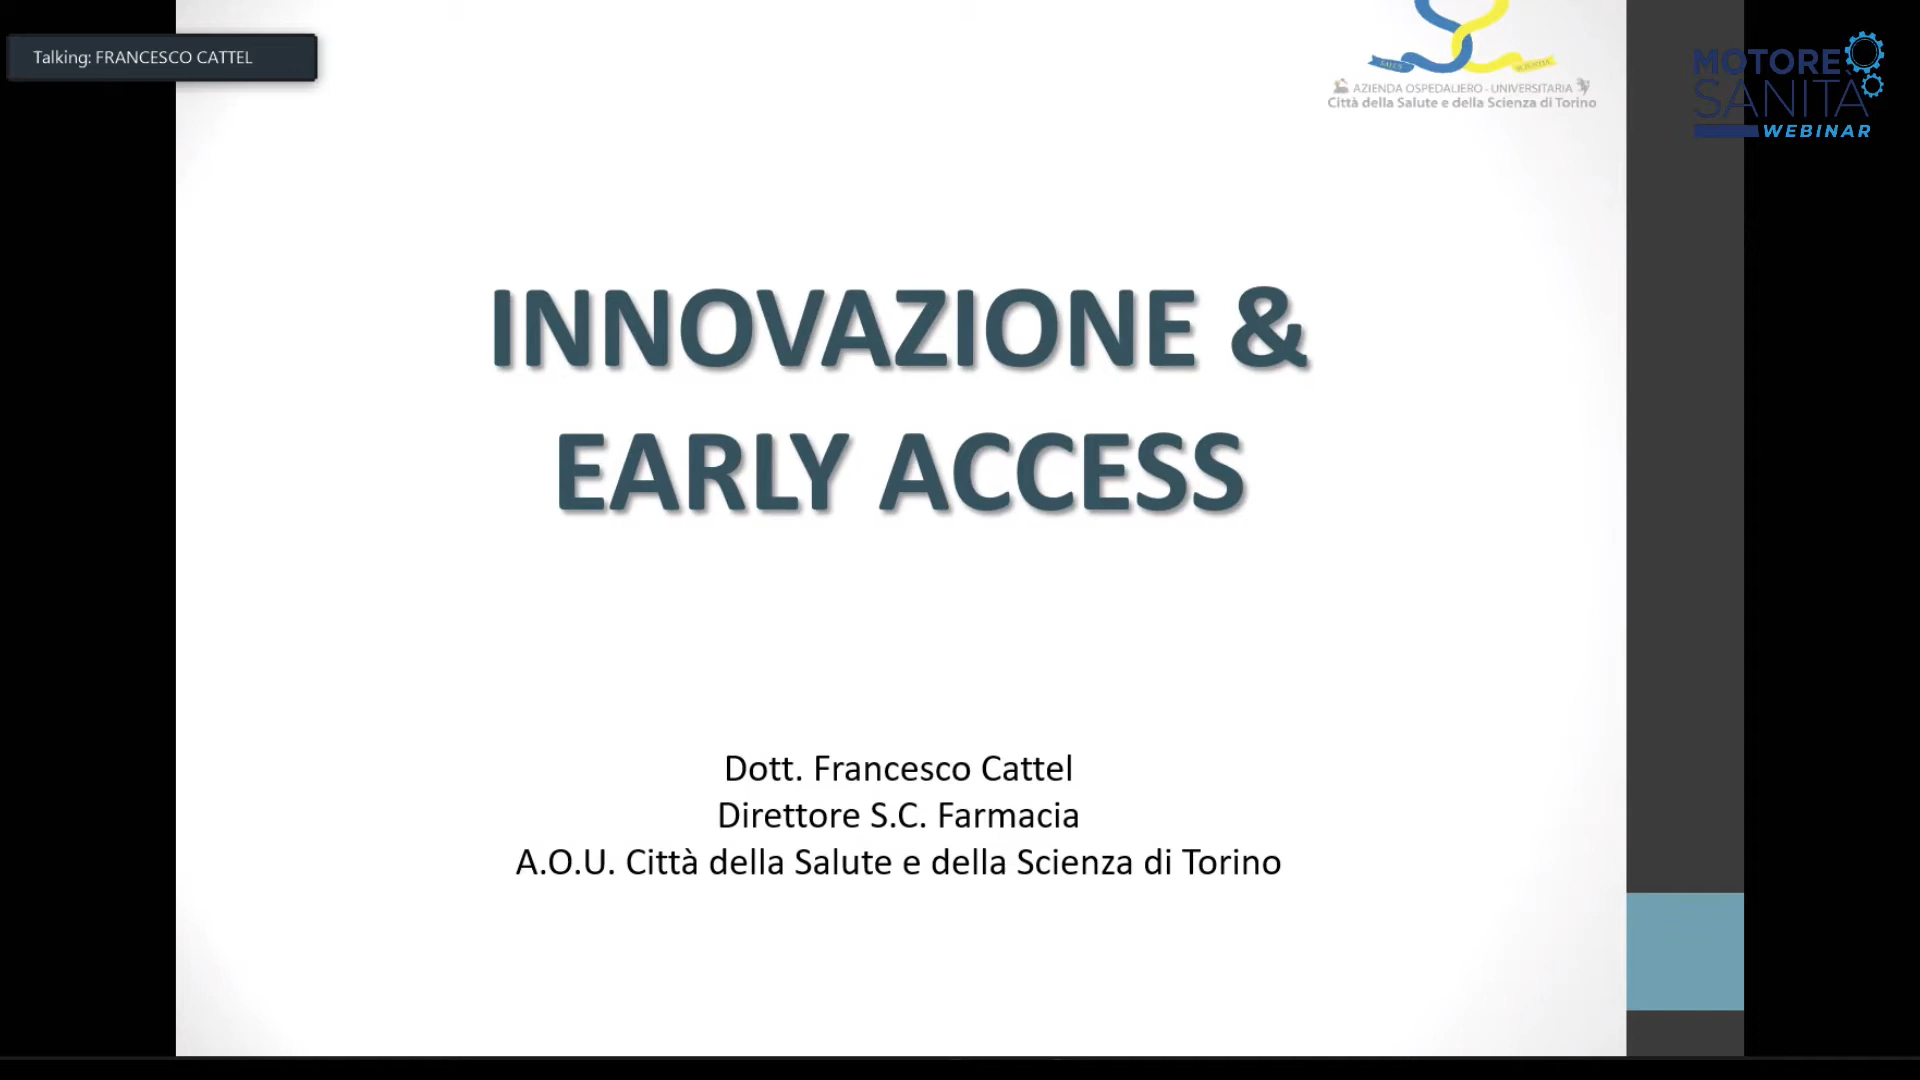 Talking: FRANCESCO CATTEL
AZIENDA OSPEDALIERO - UNIVERSITARIA
Città della Salute e della Scienza di Torino
MOTORE
SANITÀ
WEBINAR
INNOVAZIONE &
EARLY ACCESS
Dott. Francesco Cattel
Direttore S.C. Farmacia
A.O.U. Città della Salute e della Scienza di Torino